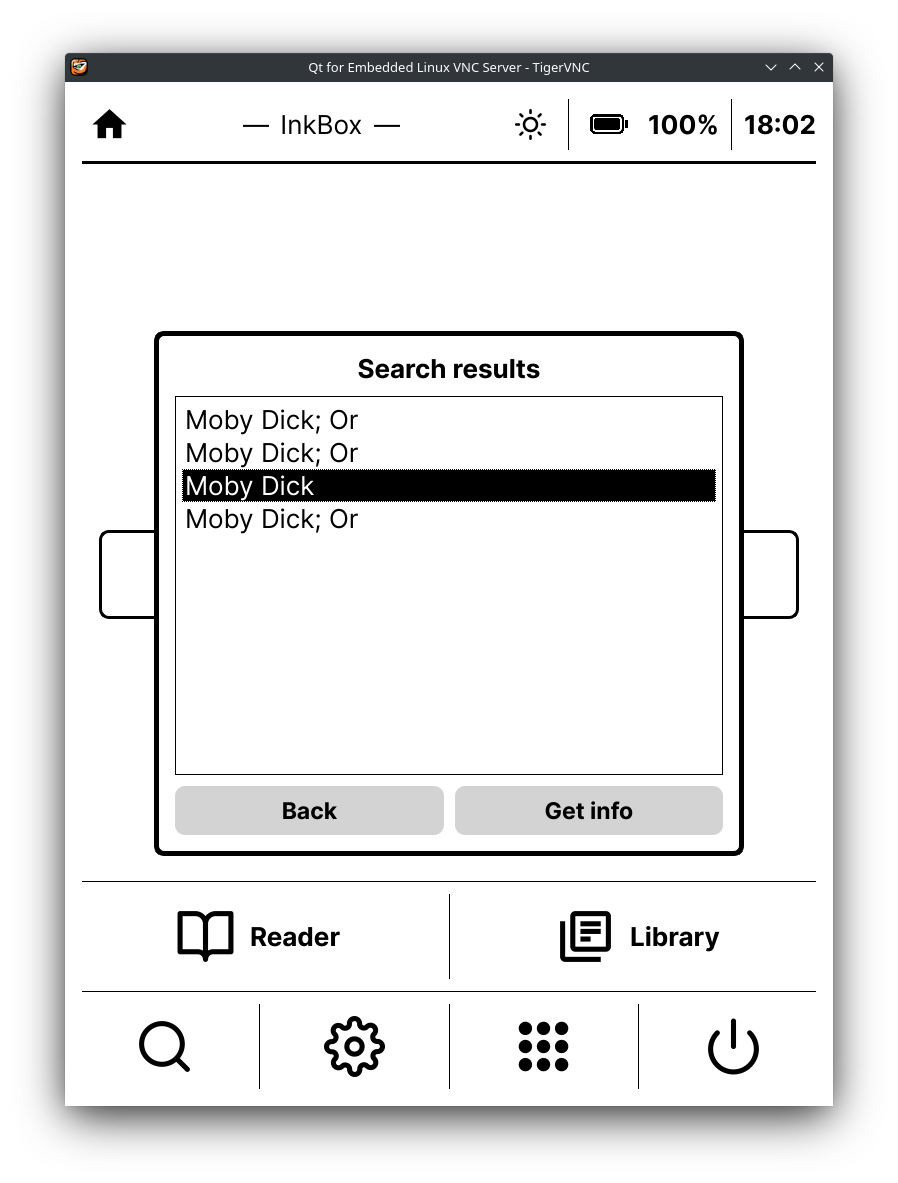 Qt for Embedded Linux VNC Server - TigerVNC
— InkBox — 100% 18:02
Search results
Moby Dick; Or
Moby Dick; Or
Moby Dick
Moby Dick; Or
Back Get info
Reader Library